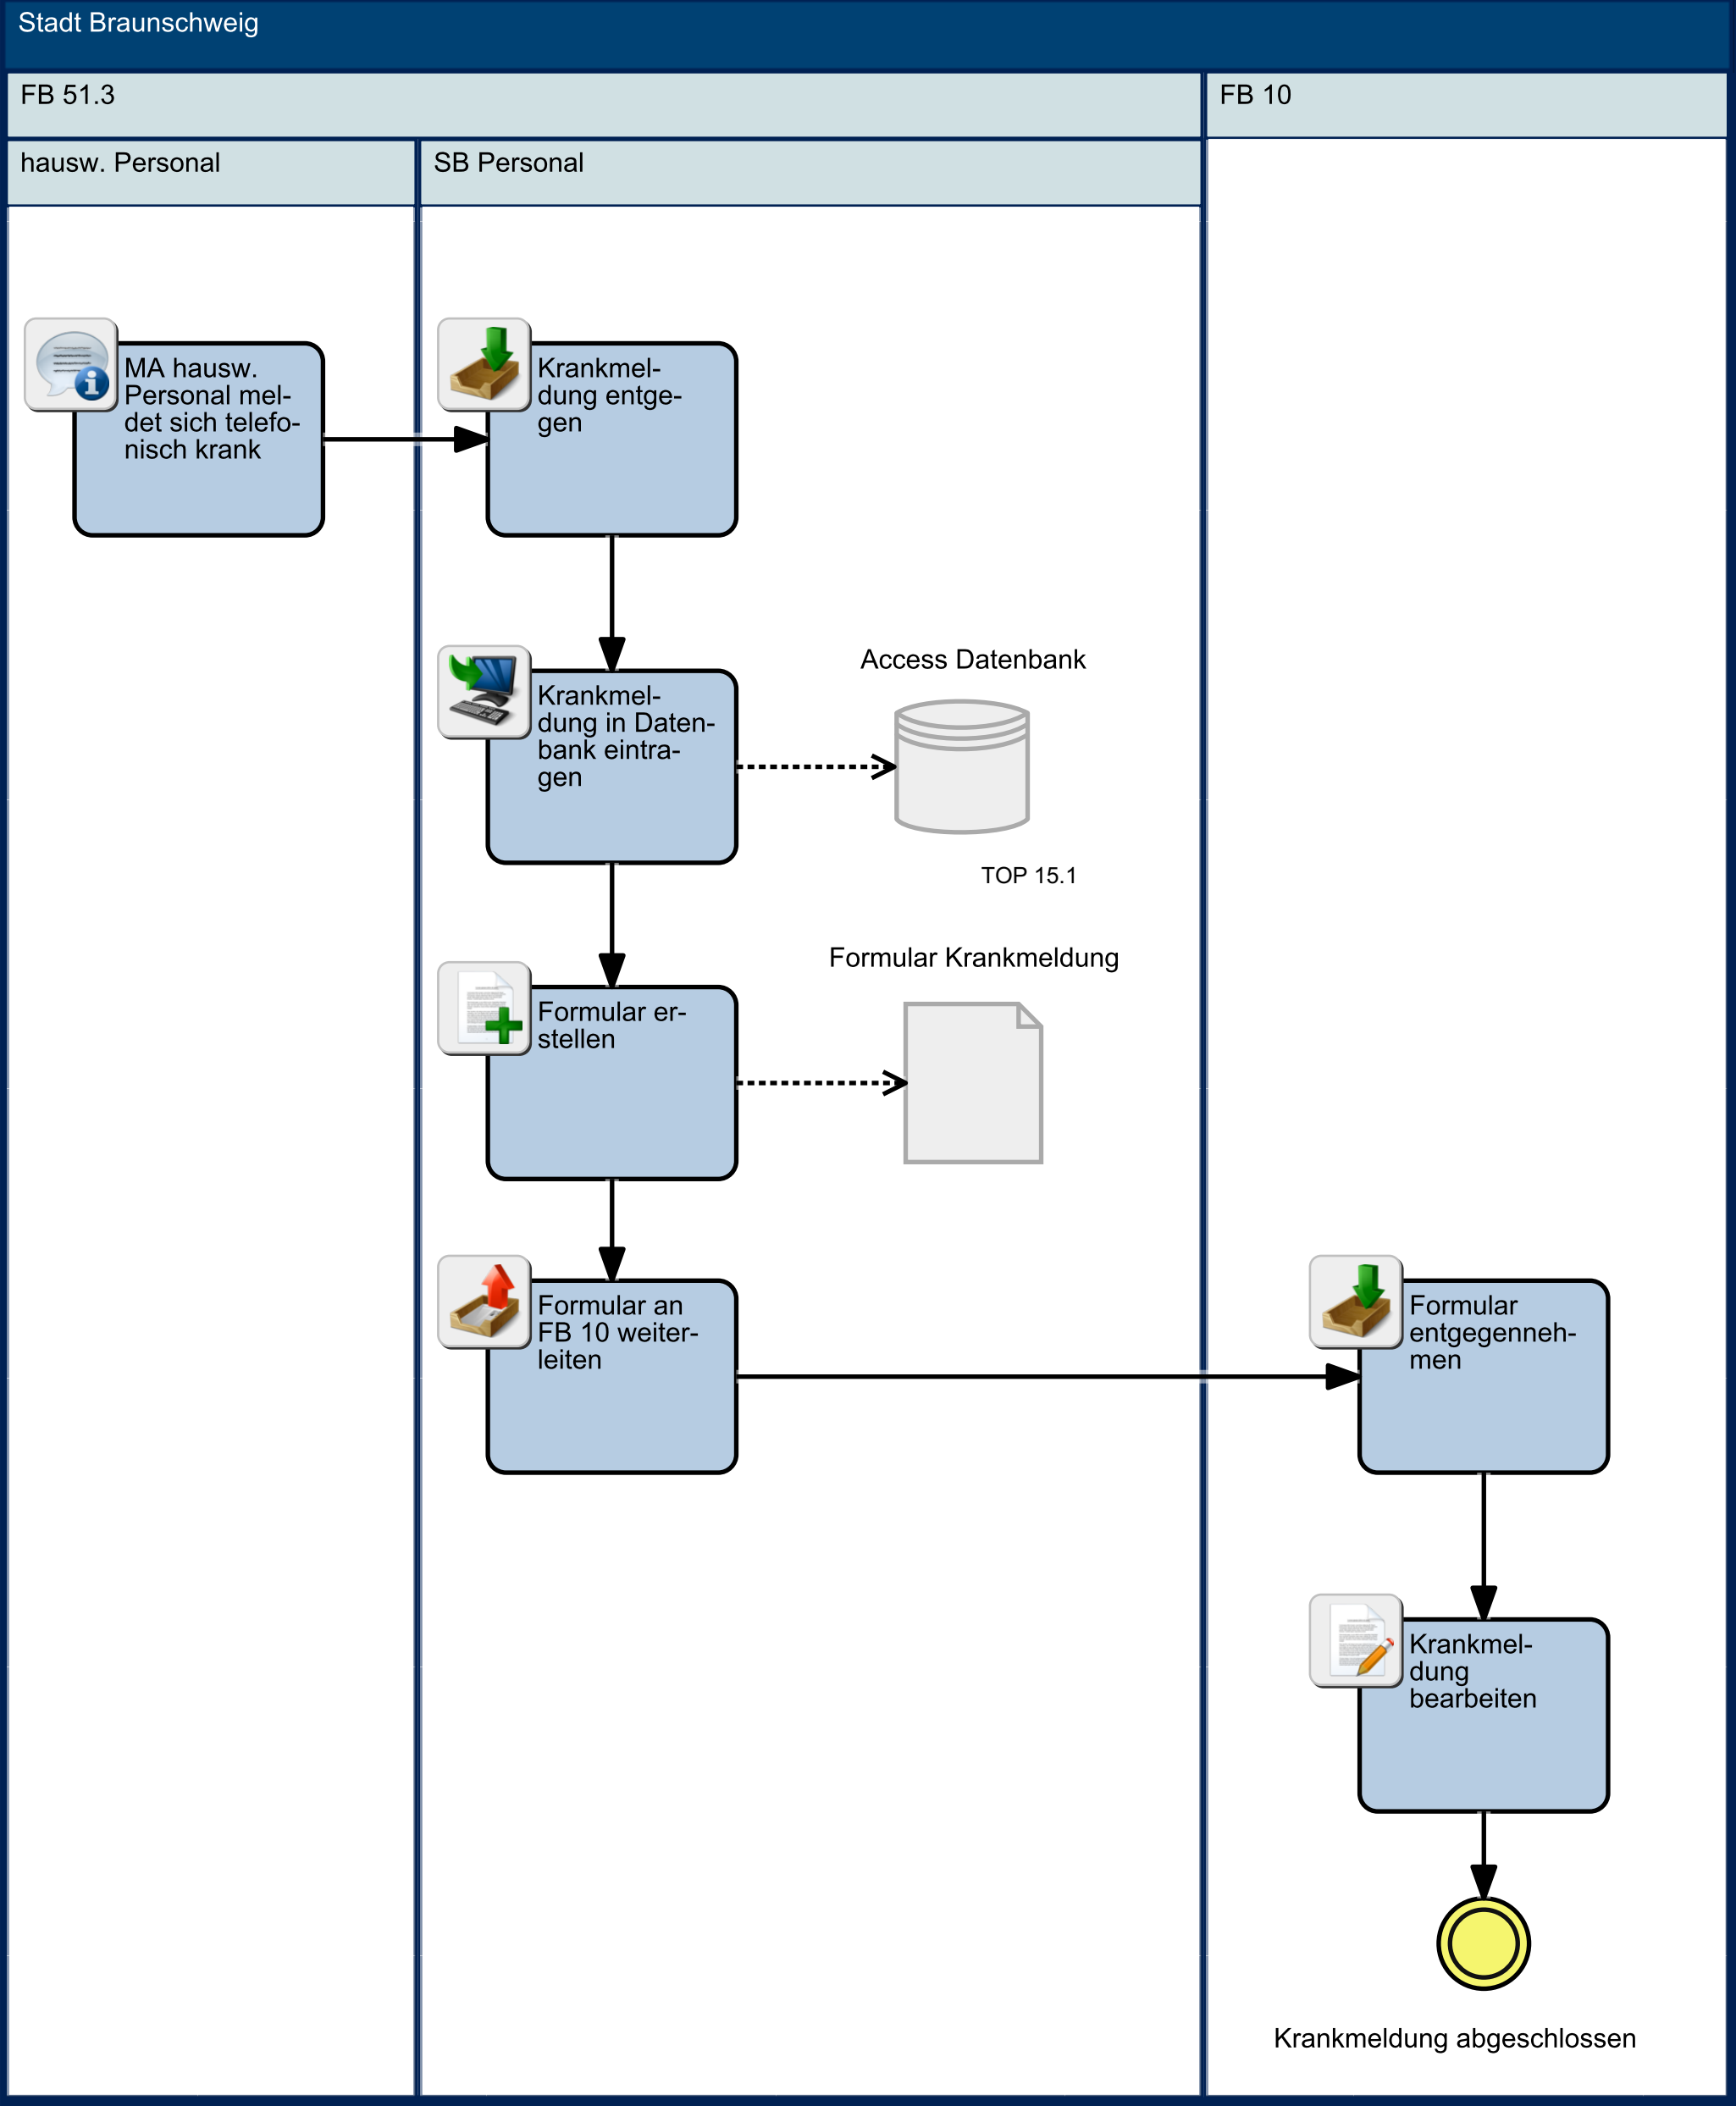 Stadt Braunschweig
FB 51.3
FB 10
hausw. Personal
SB Personal
MA hausw.
Personal mel-
det sich telefo-
nisch krank
Krankmel-
dung entge-
gen
Krankmel-
dung in Daten-
bank eintra-
gen
Access Datenbank
TOP 15.1
Formular er-
stellen
Formular Krankmeldung
Formular an
FB 10 weiter-
leiten
Formular
entgegenneh-
men
Krankmel-
dung
bearbeiten
Krankmeldung abgeschlossen